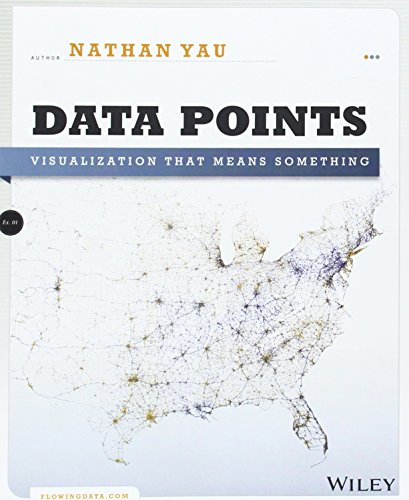 AUTHOR NATHAN YAU
DATA POINTS
VISUALIZATION THAT MEANS SOMETHING
Ex. 01
FLOWINGDATA.COM
WILEY